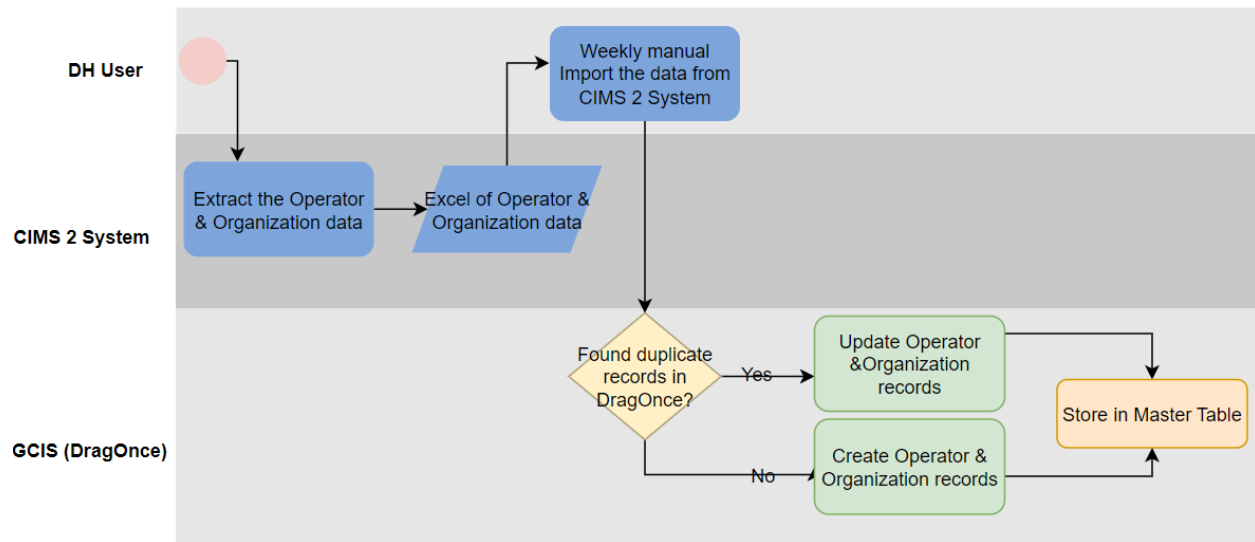 DH User
Weekly manual
Import the data from
CIMS 2 System
CIMS 2 System
Extract the Operator
& Organization data
Excel of Operator &
Organization data
GCIS (DragOnce)
Found duplicate
records in
DragOnce?
Yes
Update Operator
&Organization
records
No
Create Operator &
Organization records
Store in Master Table